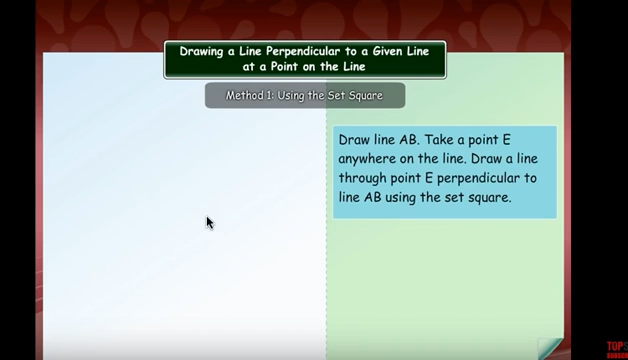 Drawing a Line Perpendicular to a Given Line
at a Point on the Line
Method 1: Using the Set Square
Draw line AB. Take a point E
anywhere on the line. Draw a line
through point E perpendicular to
line AB using the set square.
TOPS
SUBSCR